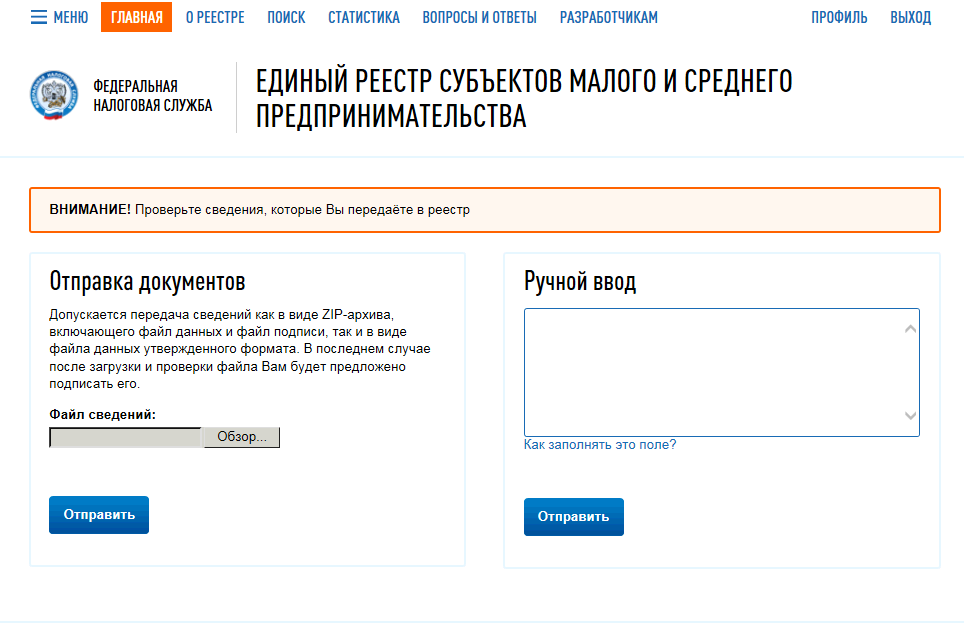 МЕНЮ ГЛАВНАЯ О РЕЕСТРЕ ПОИСК СТАТИСТИКА ВОПРОСЫ И ОТВЕТЫ РАЗРАБОТЧИКАМ ПРОФИЛЬ ВЫХОД
ФЕДЕРАЛЬНАЯ
НАЛОГОВАЯ СЛУЖБА
ЕДИНЫЙ РЕЕСТР СУБЪЕКТОВ МАЛОГО И СРЕДНЕГО
ПРЕДПРИНИМАТЕЛЬСТВА
ВНИМАНИЕ! Проверьте сведения, которые Вы передаёте в реестр
Отправка документов
Допускается передача сведений как в виде ZIP-архива,
включающего файл данных и файл подписи, так и в виде
файла данных утвержденного формата. В последнем случае
после загрузки и проверки файла Вам будет предложено
подписать его.
Файл сведений:
Обзор...
Отправить
Ручной ввод
Как заполнять это поле?
Отправить